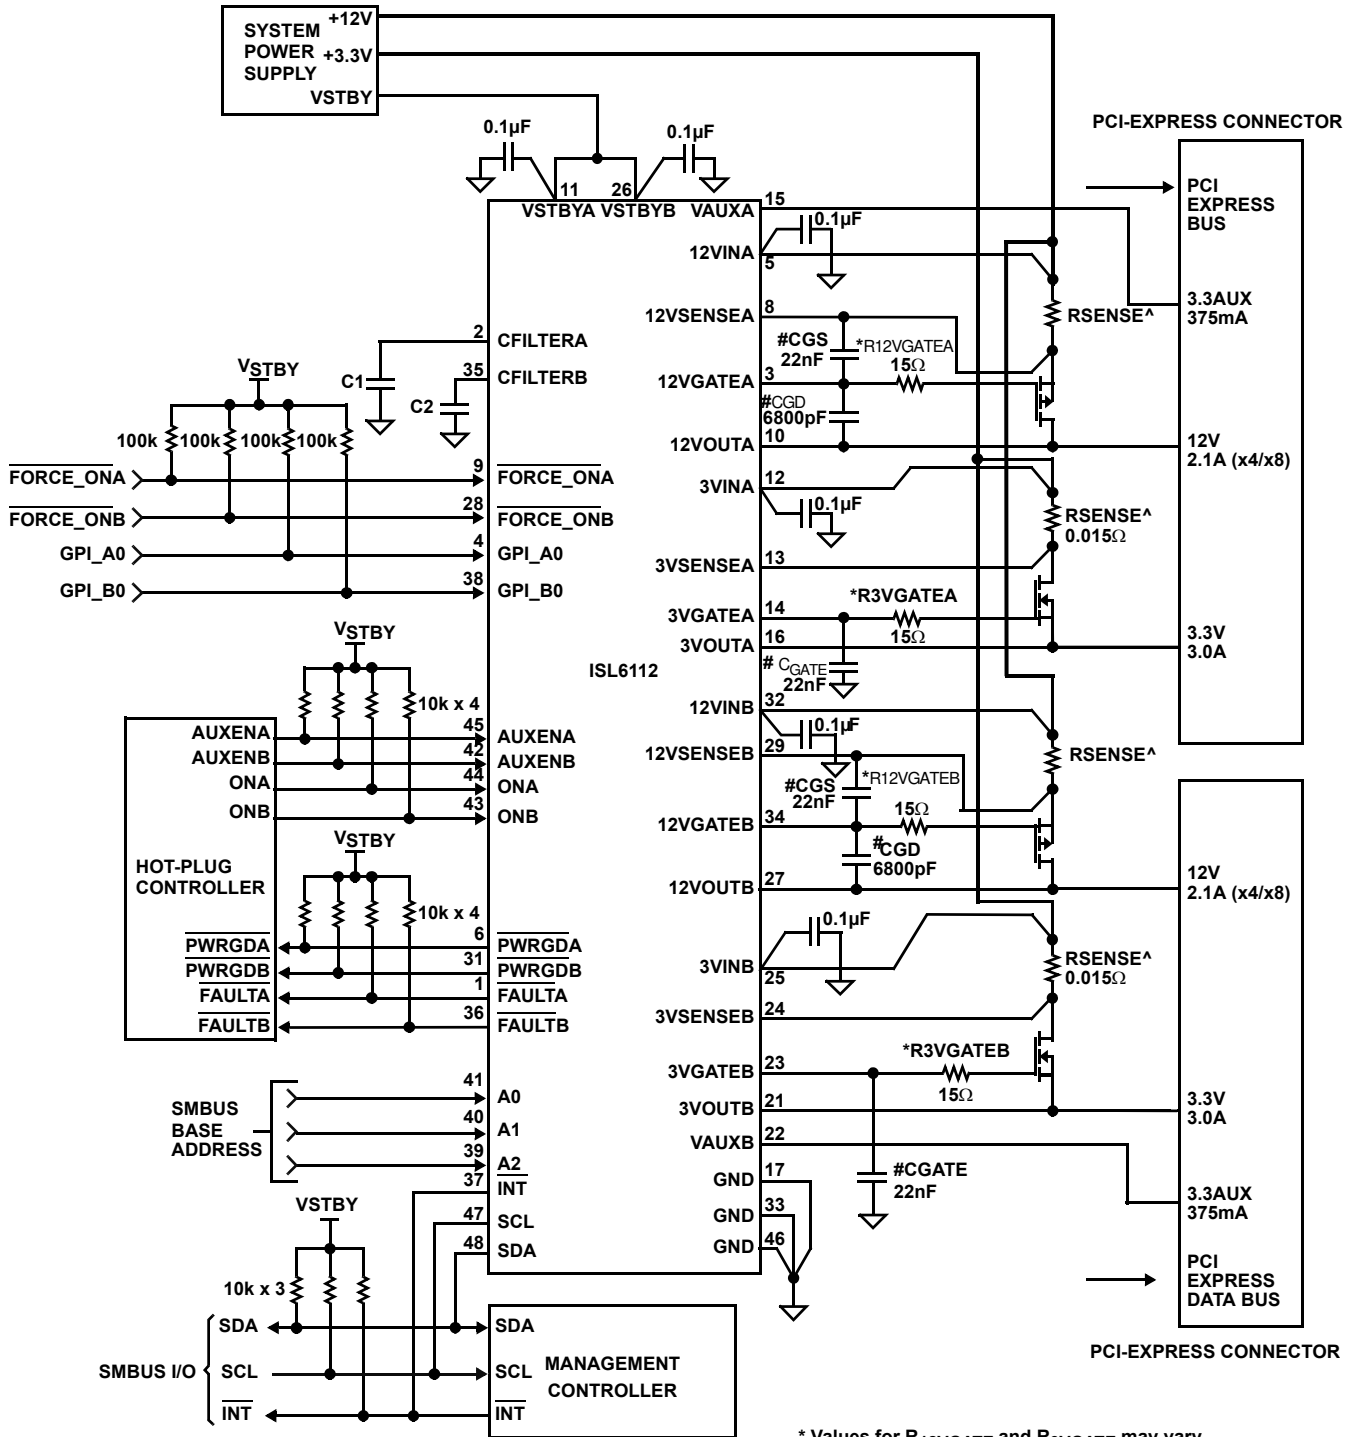 SYSTEM
POWER
SUPPLY
+12V
+3.3V
VSTBY
0.1µF
0.1µF
11
26
VSTBYA
VSTBYB
PCI-EXPRESS CONNECTOR
PCI
EXPRESS
BUS
3.3AUX
375mA
12V
2.1A (x4/x8)
3.3V
3.0A
VAUXA
15
12VINA
5
0.1µF
12VSENSEA
8
RSENSE^
#CGS
22nF
*R12VGATEA
15Ω
12VGATEA
3
#CGD
6800pF
12VOUTA
10
3VINA
12
0.1µF
RSENSE^
0.015Ω
3VSENSEA
13
3VGATEA
14
*R3VGATEA
15Ω
3VOUTA
16
# CGATE
22nF
ISL6112
2
CFILTERA
C1
35
CFILTERB
C2
VSTBY
100k
100k
100k
100k
FORCE_ONA
9
FORCE_ONA
FORCE_ONB
28
FORCE_ONB
GPI_A0
4
GPI_A0
GPI_B0
38
GPI_B0
VSTBY
10k x 4
HOT-PLUG
CONTROLLER
AUXENA
45
AUXENA
AUXENB
42
AUXENB
ONA
44
ONA
ONB
43
ONB
VSTBY
10k x 4
PWRGDA
6
PWRGDA
PWRGDB
31
PWRGDB
FAULTA
1
FAULTA
FAULTB
36
FAULTB
12VINB
32
0.1µF
12VSENSEB
29
RSENSE^
#CGS
22nF
*R12VGATEB
15Ω
12VGATEB
34
#CGD
6800pF
12VOUTB
27
0.1µF
3VINB
25
RSENSE^
0.015Ω
3VSENSEB
24
*R3VGATEB
15Ω
3VGATEB
23
3VOUTB
21
VAUXB
22
#CGATE
22nF
GND
17
GND
33
GND
46
12V
2.1A (x4/x8)
3.3V
3.0A
3.3AUX
375mA
PCI
EXPRESS
DATA BUS
PCI-EXPRESS CONNECTOR
SMBUS
BASE
ADDRESS
41
A0
40
A1
39
A2
37
INT
47
SCL
48
SDA
VSTBY
10k x 3
SMBUS I/O
SDA
SCL
INT
SDA
SCL
INT
MANAGEMENT
CONTROLLER
* Values for R12VGATE and R3VGATE may vary